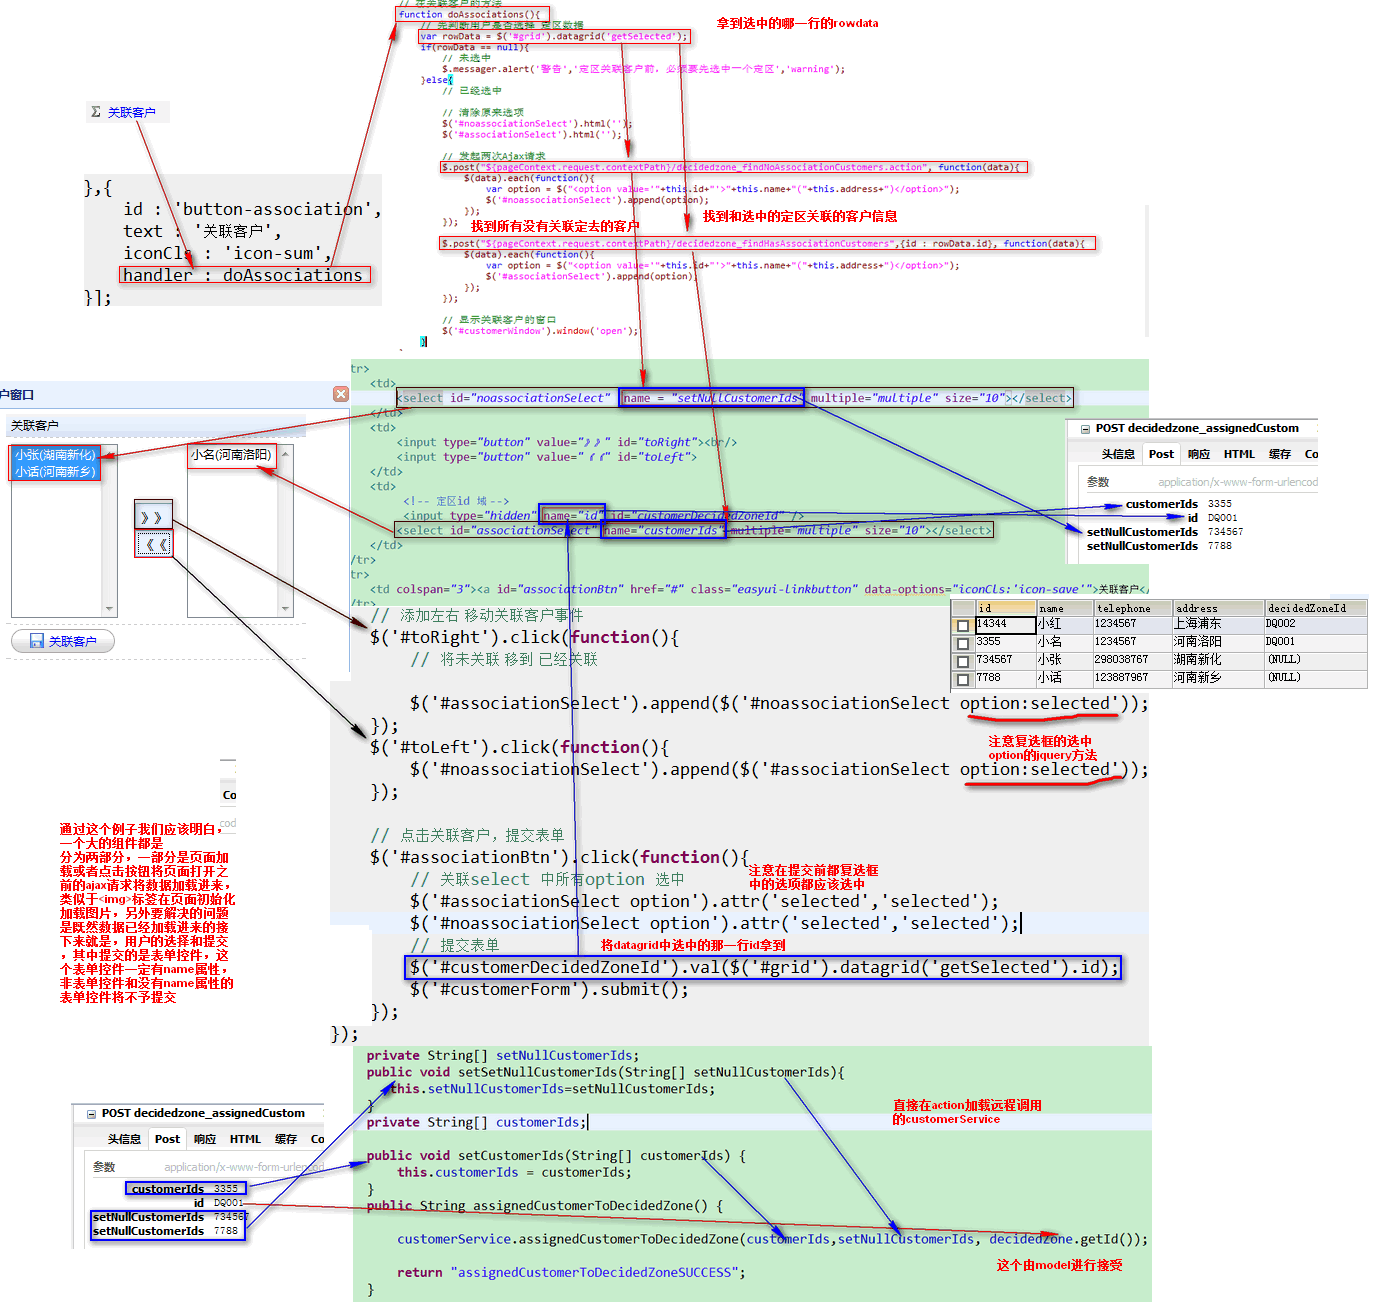 // 在关联客户的方法
function doAssociations(){
// 先判断用户是否选择 定区数据
var rowData = $('#grid').datagrid('getSelected');
if(rowData == null){
// 未选中
$.messager.alert('警告','定区关联客户前，必须要先选中一个定区','warning');
}else{
// 已经选中
// 清除原来选项
$('#noassociationSelect').html('');
$('#associationSelect').html('');
// 发起两次Ajax请求
$.post("${pageContext.request.contextPath}/decidedzone_findNoAssociationCustomers.action", function(data){
$(data).each(function(){
var option = $("<option value='"+this.id+"'>"+this.name+"("+this.address+")</option>");
$('#noassociationSelect').append(option);
});
});
$.post("${pageContext.request.contextPath}/decidedzone_findHasAssociationCustomers",{id : rowData.id}, function(data){
$(data).each(function(){
var option = $("<option value='"+this.id+"'>"+this.name+"("+this.address+")</option>");
$('#associationSelect').append(option);
});
});
// 显示关联客户的窗口
$('#customerWindow').window('open');
}
拿到选中的哪一行的rowdata
找到所有没有关联定去的客户
找到和选中的定区关联的客户信息
Σ 关联客户
},{
id : 'button-association',
text : '关联客户',
iconCls : 'icon-sum',
handler : doAssociations
}];
户窗口
关联客户
小张(湖南新化)
小话(河南新乡)
小名(河南洛阳)
》》
《《
关联客户
tr>
<td>
<select id="noassociationSelect" name = "setNullCustomerIds" multiple="multiple" size="10"></select>
</td>
<td>
<input type="button" value="》》" id="toRight"><br/>
<input type="button" value="《《" id="toLeft">
</td>
<td>
<!-- 定区id 域 -->
<input type="hidden" name="id" id="customerDecidedZoneId" />
<select id="associationSelect" name="customerIds" multiple="multiple" size="10"></select>
</td>
/tr>
tr>
<td colspan="3"><a id="associationBtn" href="#" class="easyui-linkbutton" data-options="iconCls:'icon-save'">关联客户</
/tr>
POST decidedzone_assignedCustom
头信息 Post 响应 HTML 缓存 Co
参数 application/x-www-form-urlencod
customerIds 3355
id DQ001
setNullCustomerIds 734567
setNullCustomerIds 7788
id name telephone address decidedZoneId
14344 小红 1234567 上海浦东 DQ002
3355 小名 1234567 河南洛阳 DQ001
734567 小张 298038767 湖南新化 (NULL)
7788 小话 123887967 河南新乡 (NULL)
// 添加左右 移动关联客户事件
$('#toRight').click(function(){
// 将未关联 移到 已经关联
$('#associationSelect').append($('#noassociationSelect option:selected'));
});
$('#toLeft').click(function(){
$('#noassociationSelect').append($('#associationSelect option:selected'));
});
注意复选框的选中
option的jquery方法
// 点击关联客户，提交表单
$('#associationBtn').click(function(){
// 关联select 中所有option 选中
$('#associationSelect option').attr('selected','selected');
$('#noassociationSelect option').attr('selected','selected');
// 提交表单
$('#customerDecidedZoneId').val($('#grid').datagrid('getSelected').id);
$('#customerForm').submit();
});
});
注意在提交前都复选框
中的选项都应该选中
将datagrid中选中的那一行id拿到
Co
cod
通过这个例子我们应该明白，
一个大的组件都是
分为两部分，一部分是页面加
载或者点击按钮将页面打开之
前的ajax请求将数据加载进来，
类似于<img>标签在页面初始化
加载图片，另外要解决的问题
是既然数据已经加载进来的接
下来就是，用户的选择和提交
，其中提交的是表单控件，这
个表单控件一定有name属性，
非表单控件和没有name属性的
表单控件将不予提交
private String[] setNullCustomerIds;
public void setSetNullCustomerIds(String[] setNullCustomerIds){
this.setNullCustomerIds=setNullCustomerIds;
}
private String[] customerIds;
public void setCustomerIds(String[] customerIds) {
this.customerIds = customerIds;
}
public String assignedCustomerToDecidedZone() {
customerService.assignedCustomerToDecidedZone(customerIds,setNullCustomerIds, decidedzone.getId());
return "assignedCustomerToDecidedZoneSUCCESS";
}
直接在action加载远程调用
的customerService
这个由model进行接受
POST decidedzone_assignedCustom
头信息 Post 响应 HTML 缓存 Co
参数 application/x-www-form-urlencod
customerIds 3355
id DQ001
setNullCustomerIds 734567
setNullCustomerIds 7788